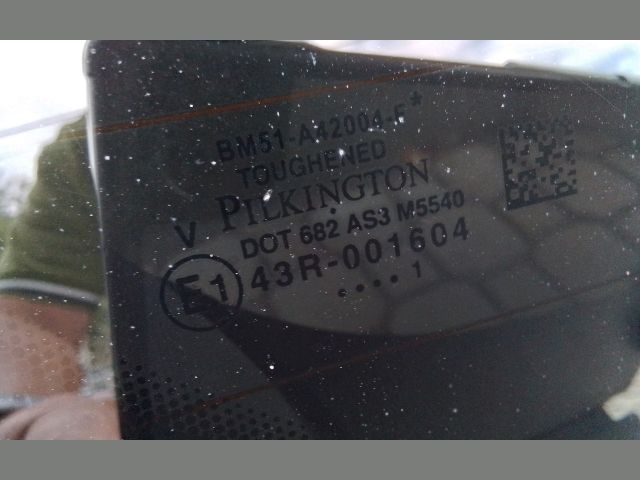 BM51-A42004-F*
TOUGHENED
V PILKINGTON
DOT 682 AS3 M5540
E1 43R-001604
.... 1